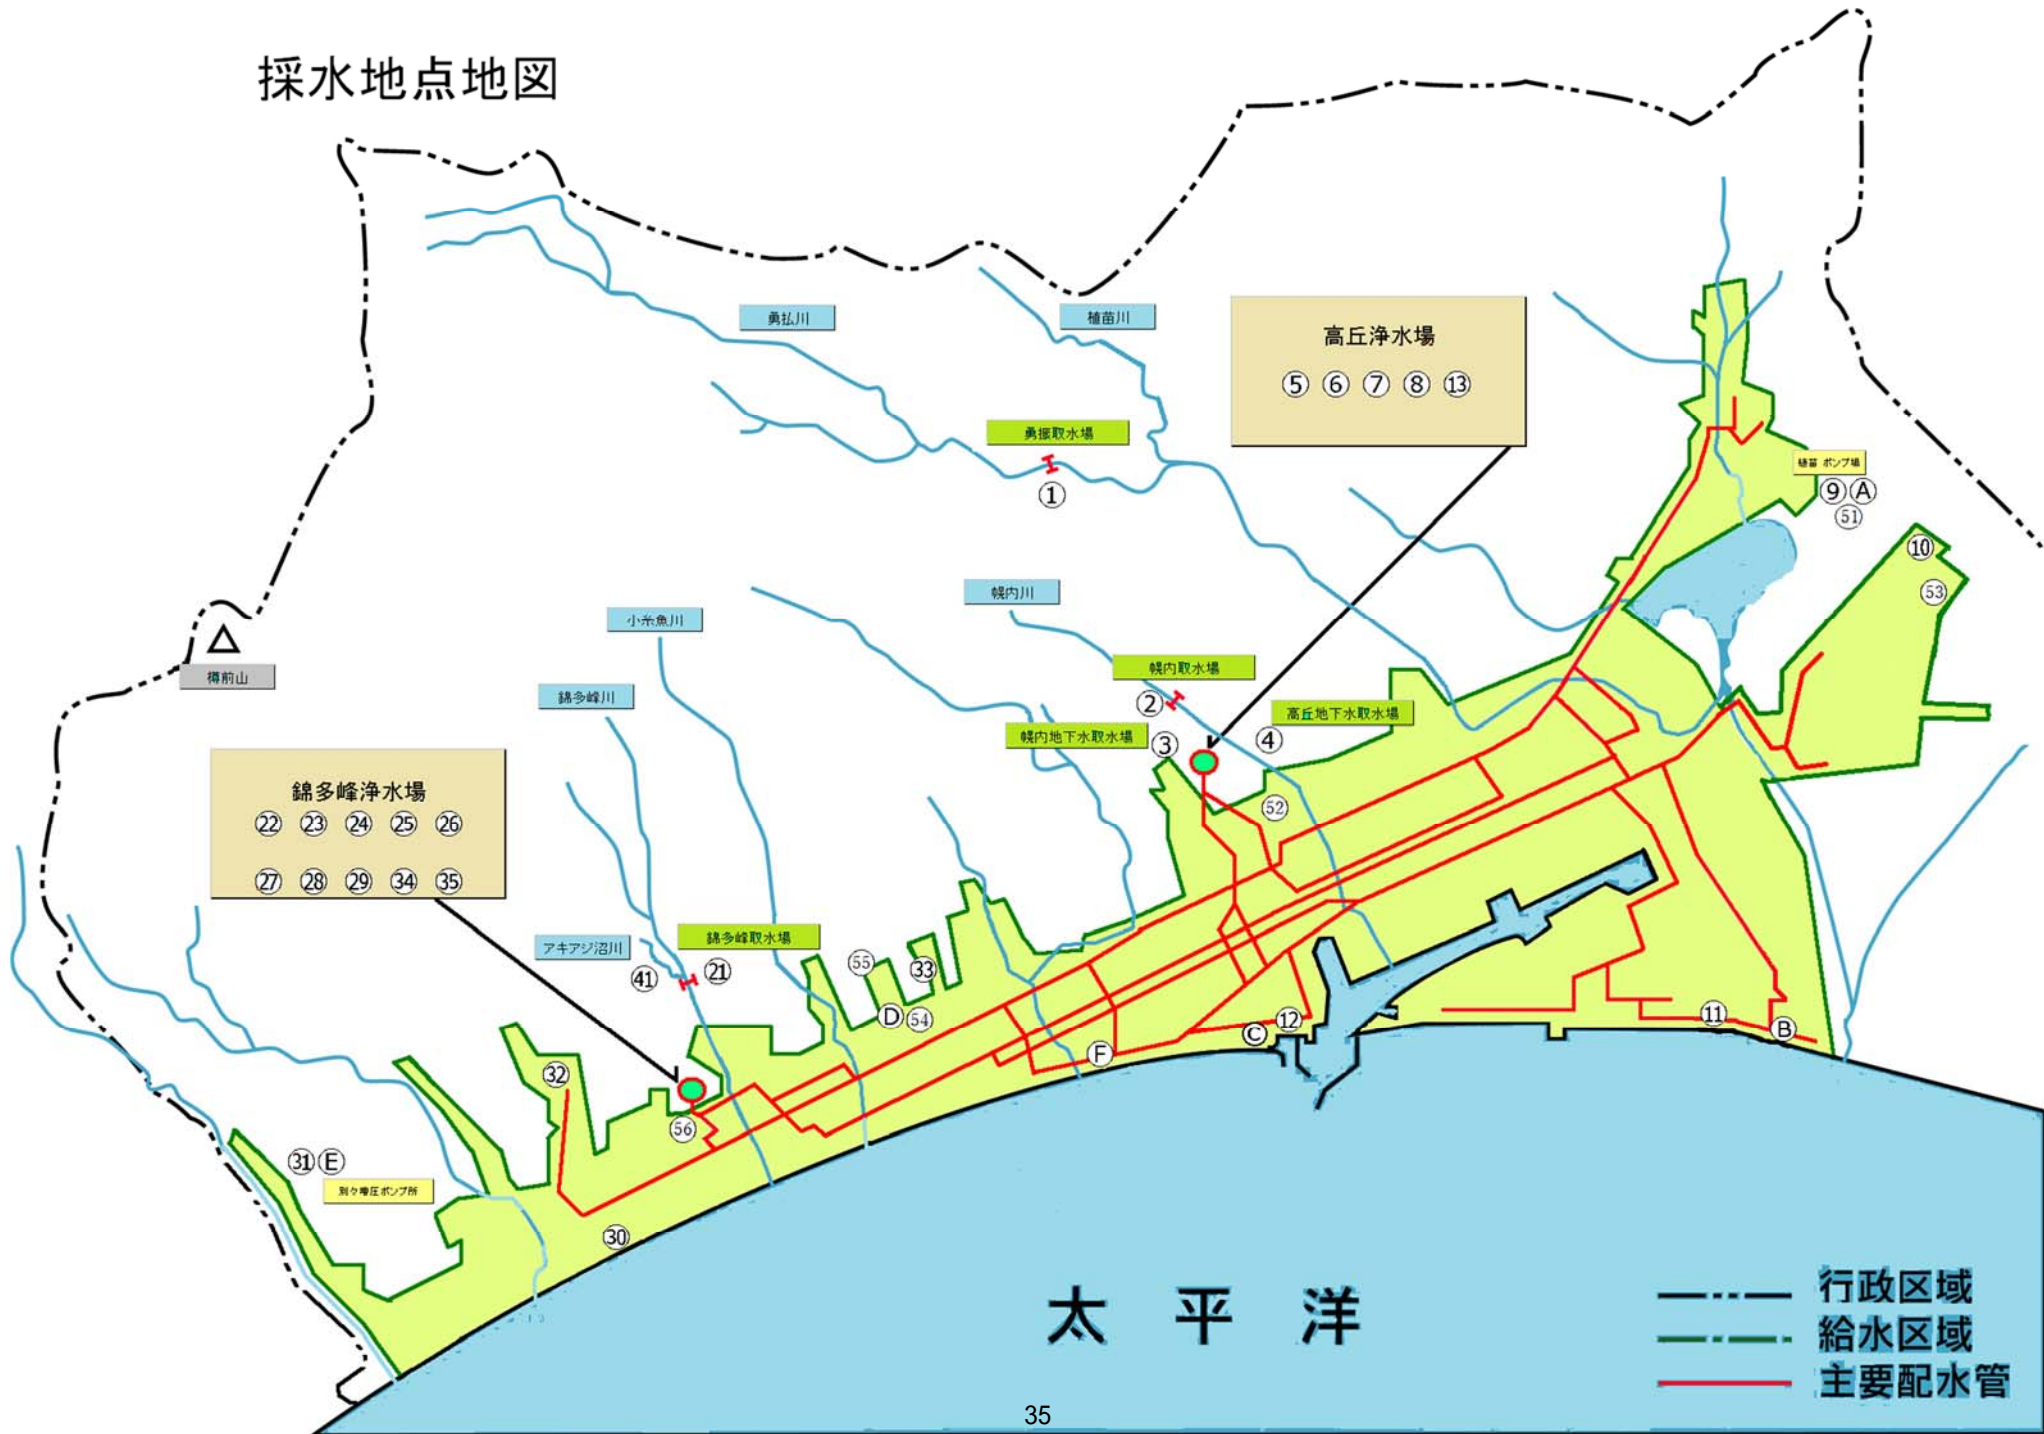 採水地点地図
勇払川
植苗川
高丘浄水場
⑤ ⑥ ⑦ ⑧ ⑬
勇振取水場
①
植苗 ポンプ場
⑨ Ⓐ
51
⑩
53
幌内川
小糸魚川
樽前山
錦多峰川
幌内取水場
②
高丘地下水取水場
④
幌内地下水取水場
③
錦多峰浄水場
㉒ ㉓ ㉔ ㉕ ㉖
㉗ ㉘ ㉙ ㉞ ㉟
52
アキアジ沼川
錦多峰取水場
㊶
㉑
55
㉝
Ⓓ 54
Ⓒ
⑫
⑪
Ⓑ
Ⓕ
㉜
56
㉛ Ⓔ
別々増圧ポンプ所
㉚
太平洋
行政区域
給水区域
主要配水管
35